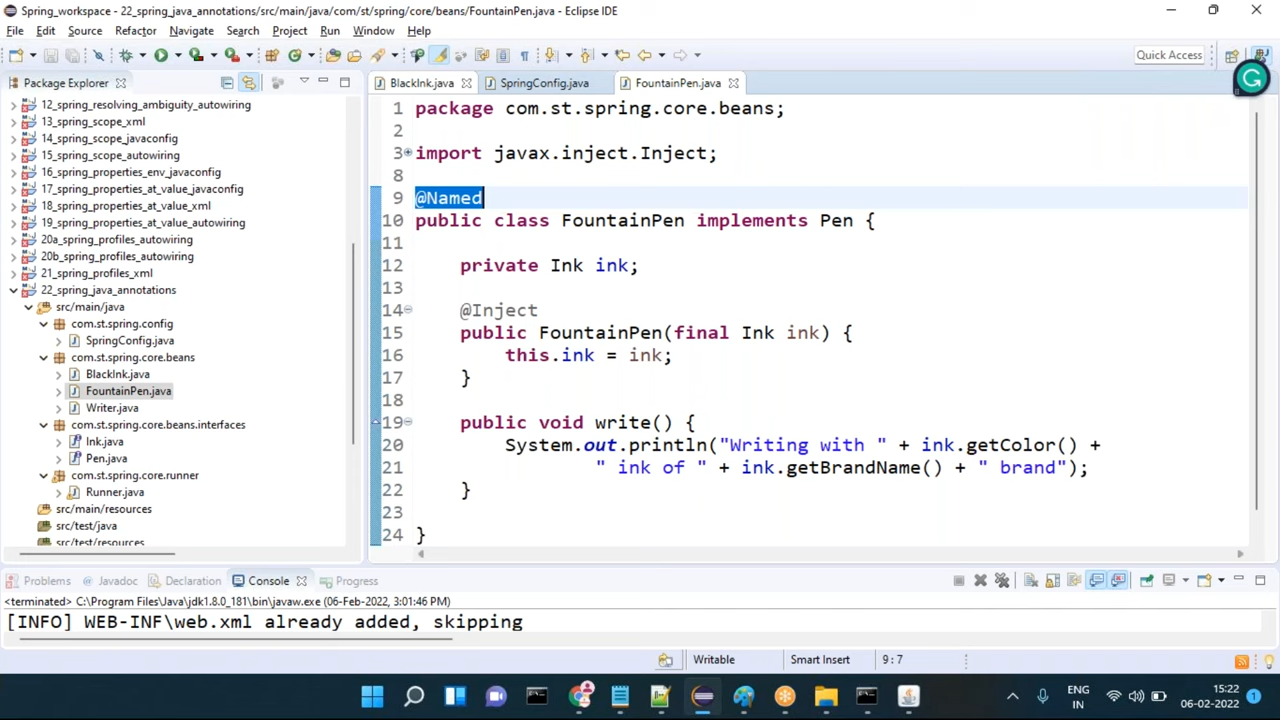 Spring_workspace - 22_spring_java_annotations/src/main/java/com/st/spring/core/beans/FountainPen.java - Eclipse IDE
File Edit Source Refactor Navigate Search Project Run Window Help
Quick Access
Package Explorer
BlackInk.java SpringConfig.java FountainPen.java
12_spring_resolving_ambiguity_autowiring
13_spring_scope_xml
14_spring_scope_javaconfig
15_spring_scope_autowiring
16_spring_properties_env_javaconfig
17_spring_properties_at_value_javaconfig
18_spring_properties_at_value_xml
19_spring_properties_at_value_autowiring
20a_spring_profiles_autowiring
20b_spring_profiles_autowiring
21_spring_profiles_xml
22_spring_java_annotations
src/main/java
com.st.spring.config
SpringConfig.java
com.st.spring.core.beans
BlackInk.java
FountainPen.java
Writer.java
com.st.spring.core.beans.interfaces
Ink.java
Pen.java
com.st.spring.core.runner
Runner.java
src/main/resources
src/test/java
src/test/resources
1 package com.st.spring.core.beans;
2
3 import javax.inject.Inject;
8
9 @Named
10 public class FountainPen implements Pen {
11
12 private Ink ink;
13
14 @Inject
15 public FountainPen(final Ink ink) {
16 this.ink = ink;
17 }
18
19 public void write() {
20 System.out.println("Writing with " + ink.getColor() +
21 " ink of " + ink.getBrandName() + " brand");
22 }
23
24 }
Problems Javadoc Declaration Console Progress
<terminated> C:\Program Files\Java\jdk1.8.0_181\bin\javaw.exe (06-Feb-2022, 3:01:46 PM)
[INFO] WEB-INF\web.xml already added, skipping
Writable Smart Insert 9 : 7
ENG
IN
15:22
06-02-2022
1